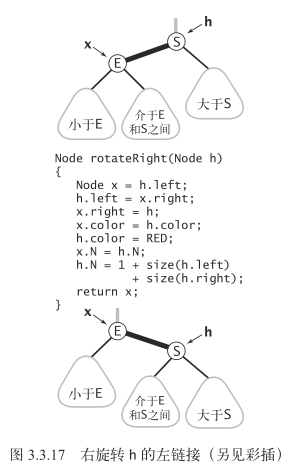 h
x
S
E
小于E
介于E
和S之间
大于S
Node rotateRight(Node h)
{
Node x = h.left;
h.left = x.right;
x.right = h;
x.color = h.color;
h.color = RED;
x.N = h.N;
h.N = 1 + size(h.left)
+ size(h.right);
return x;
}
x
E
h
S
小于E
介于E
和S之间
大于S
图 3.3.17 右旋转 h 的左链接（另见彩插）